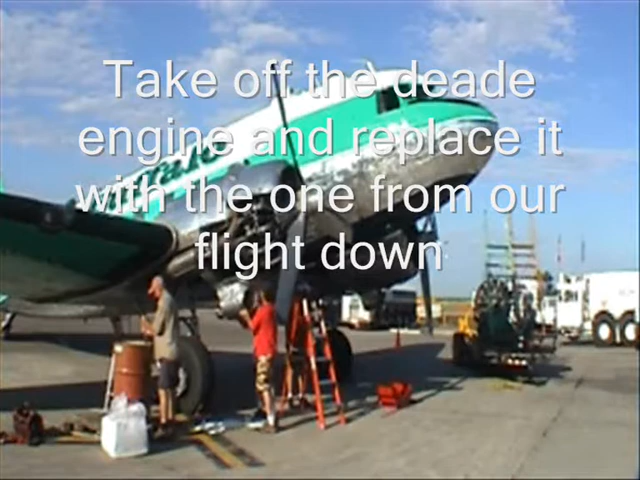 Take off the deade
engine and replace it
with the one from our
flight down